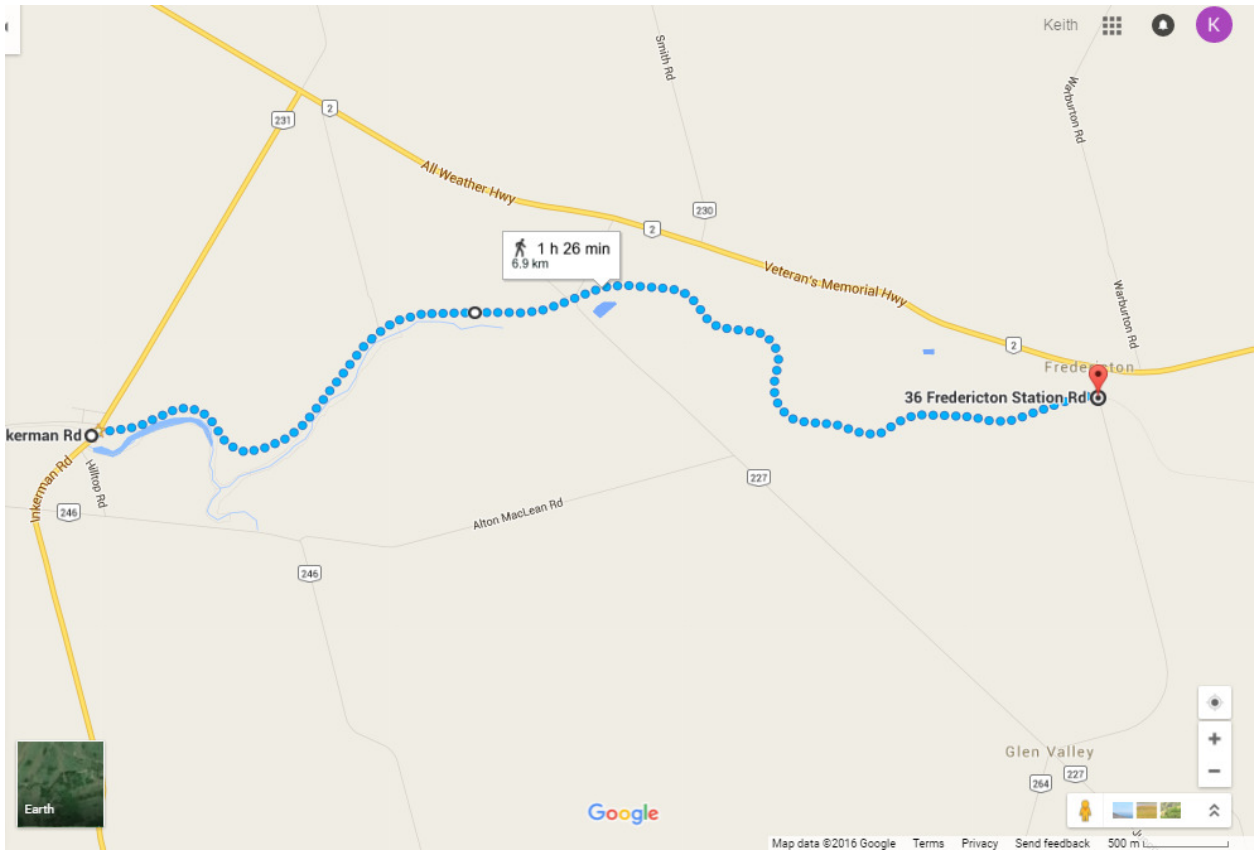 Keith
K
Smith Rd
Warburton Rd
2
231
All Weather Hwy
230
2
1 h 26 min
6.9 km
Veteran's Memorial Hwy
Warburton Rd
2
Fredericton
36 Fredericton Station Rd
kerman Rd
Hilltop Rd
Inkerman Rd
227
246
Alton MacLean Rd
246
Glen Valley
227
264
Earth
Google
Map data ©2016 Google Terms Privacy Send feedback 500 m